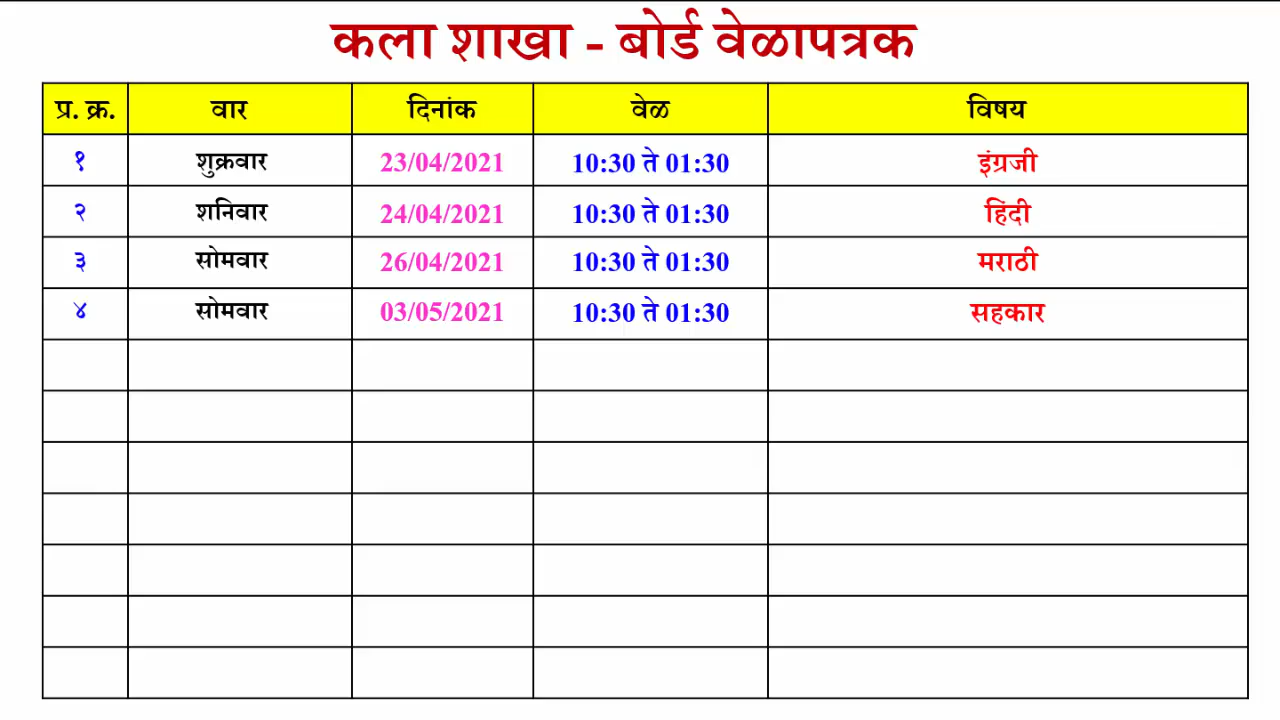 कला शाखा - बोर्ड वेळापत्रक
प्र. क्र. वार दिनांक वेळ विषय
१ शुक्रवार 23/04/2021 10:30 ते 01:30 इंग्रजी
२ शनिवार 24/04/2021 10:30 ते 01:30 हिंदी
३ सोमवार 26/04/2021 10:30 ते 01:30 मराठी
४ सोमवार 03/05/2021 10:30 ते 01:30 सहकार